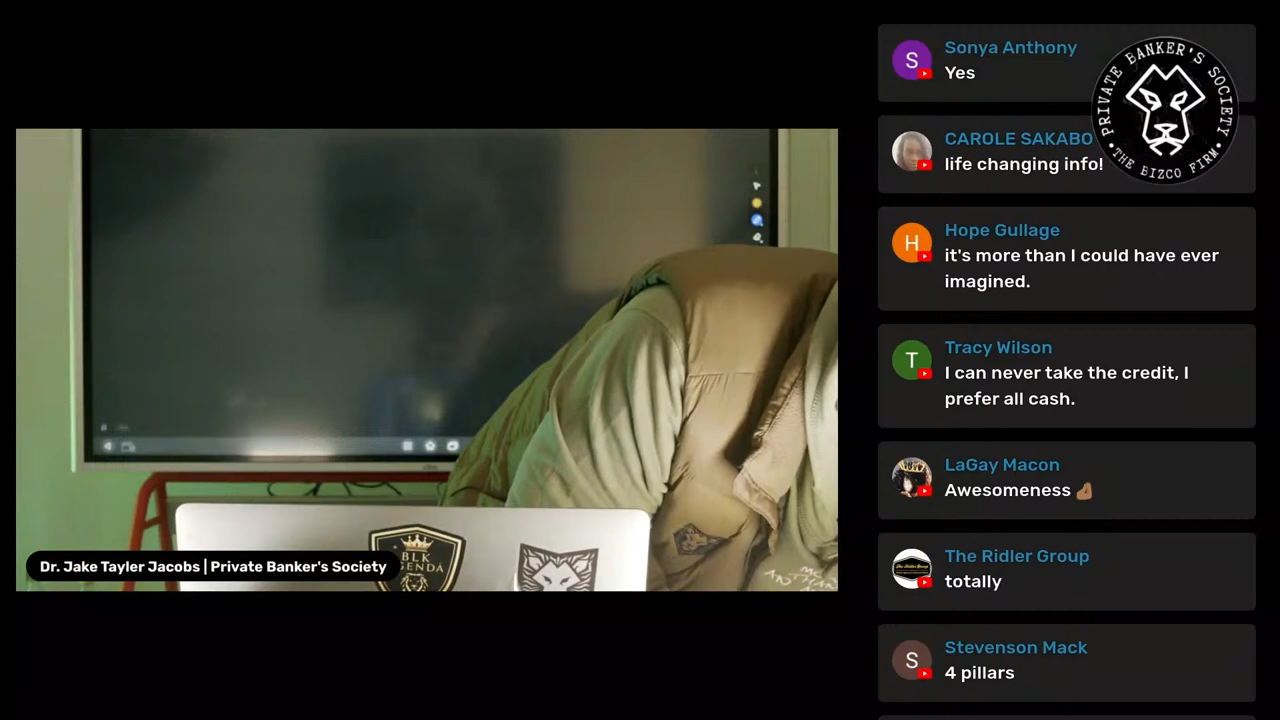 Sonya Anthony
Yes
CAROLE SAKABO
life changing info!
Hope Gullage
it's more than I could have ever
imagined.
Tracy Wilson
I can never take the credit, I
prefer all cash.
LaGay Macon
Awesomeness 🤌🏾
The Ridler Group
totally
Stevenson Mack
4 pillars
PRIVATE BANKER'S SOCIETY
• THE BIZCO FIRM •
BLK
Dr. Jake Tayler Jacobs | Private Banker's Society